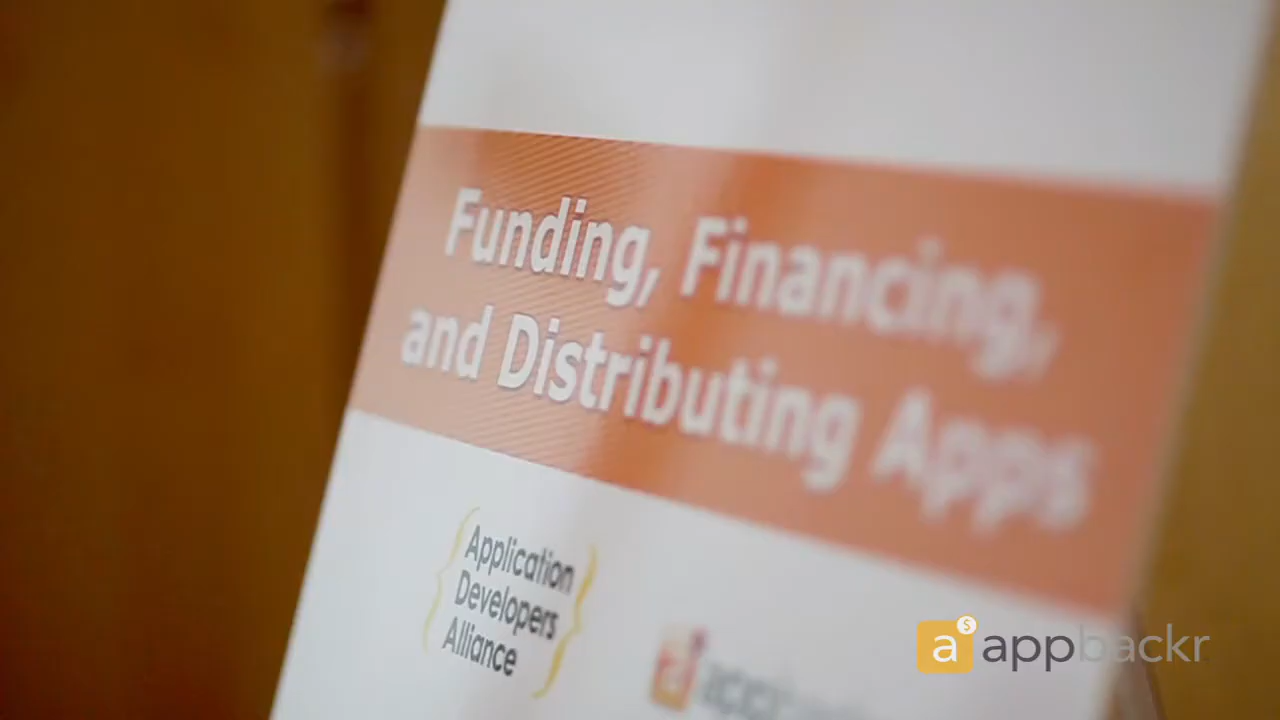 Funding, Financing,
and Distributing Apps
Application
Developers
Alliance
a$ appbackr